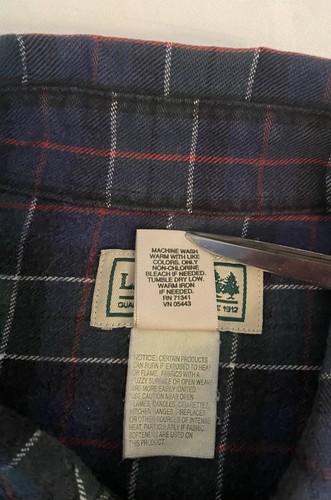 MACHINE WASH
WARM WITH LIKE
COLORS. ONLY
NON-CHLORINE
BLEACH IF NEEDED.
TUMBLE DRY LOW.
WARM IRON
IF NEEDED.
RN 71341
VN 05443
L
QUA
E 1912
NOTICE: CERTAIN PRODUCTS
CAN BURN IF EXPOSED TO HEAT
OR FLAME. FABRICS WITH A
FUZZY SURFACE OR OPEN WEAVE
ARE MORE EASILY IGNITED.
USE CAUTION NEAR OPEN
FLAMES, CANDLES, CIGARETTES,
KITCHEN RANGES, FIREPLACES
OR OTHER SOURCES OF INTENSE
HEAT, PARTICULARLY IF FABRIC
SOFTENERS ARE USED ON
THIS PRODUCT.